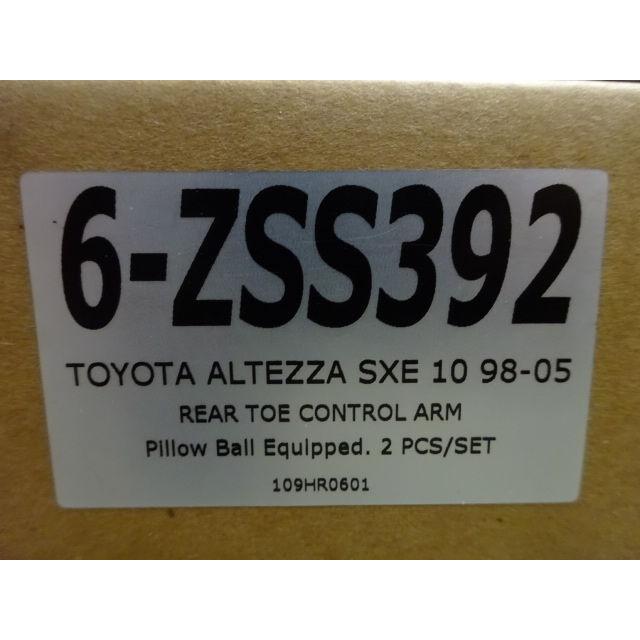 6-ZSS392
TOYOTA ALTEZZA SXE 10 98-05
REAR TOE CONTROL ARM
Pillow Ball Equipped. 2 PCS/SET
109HR0601